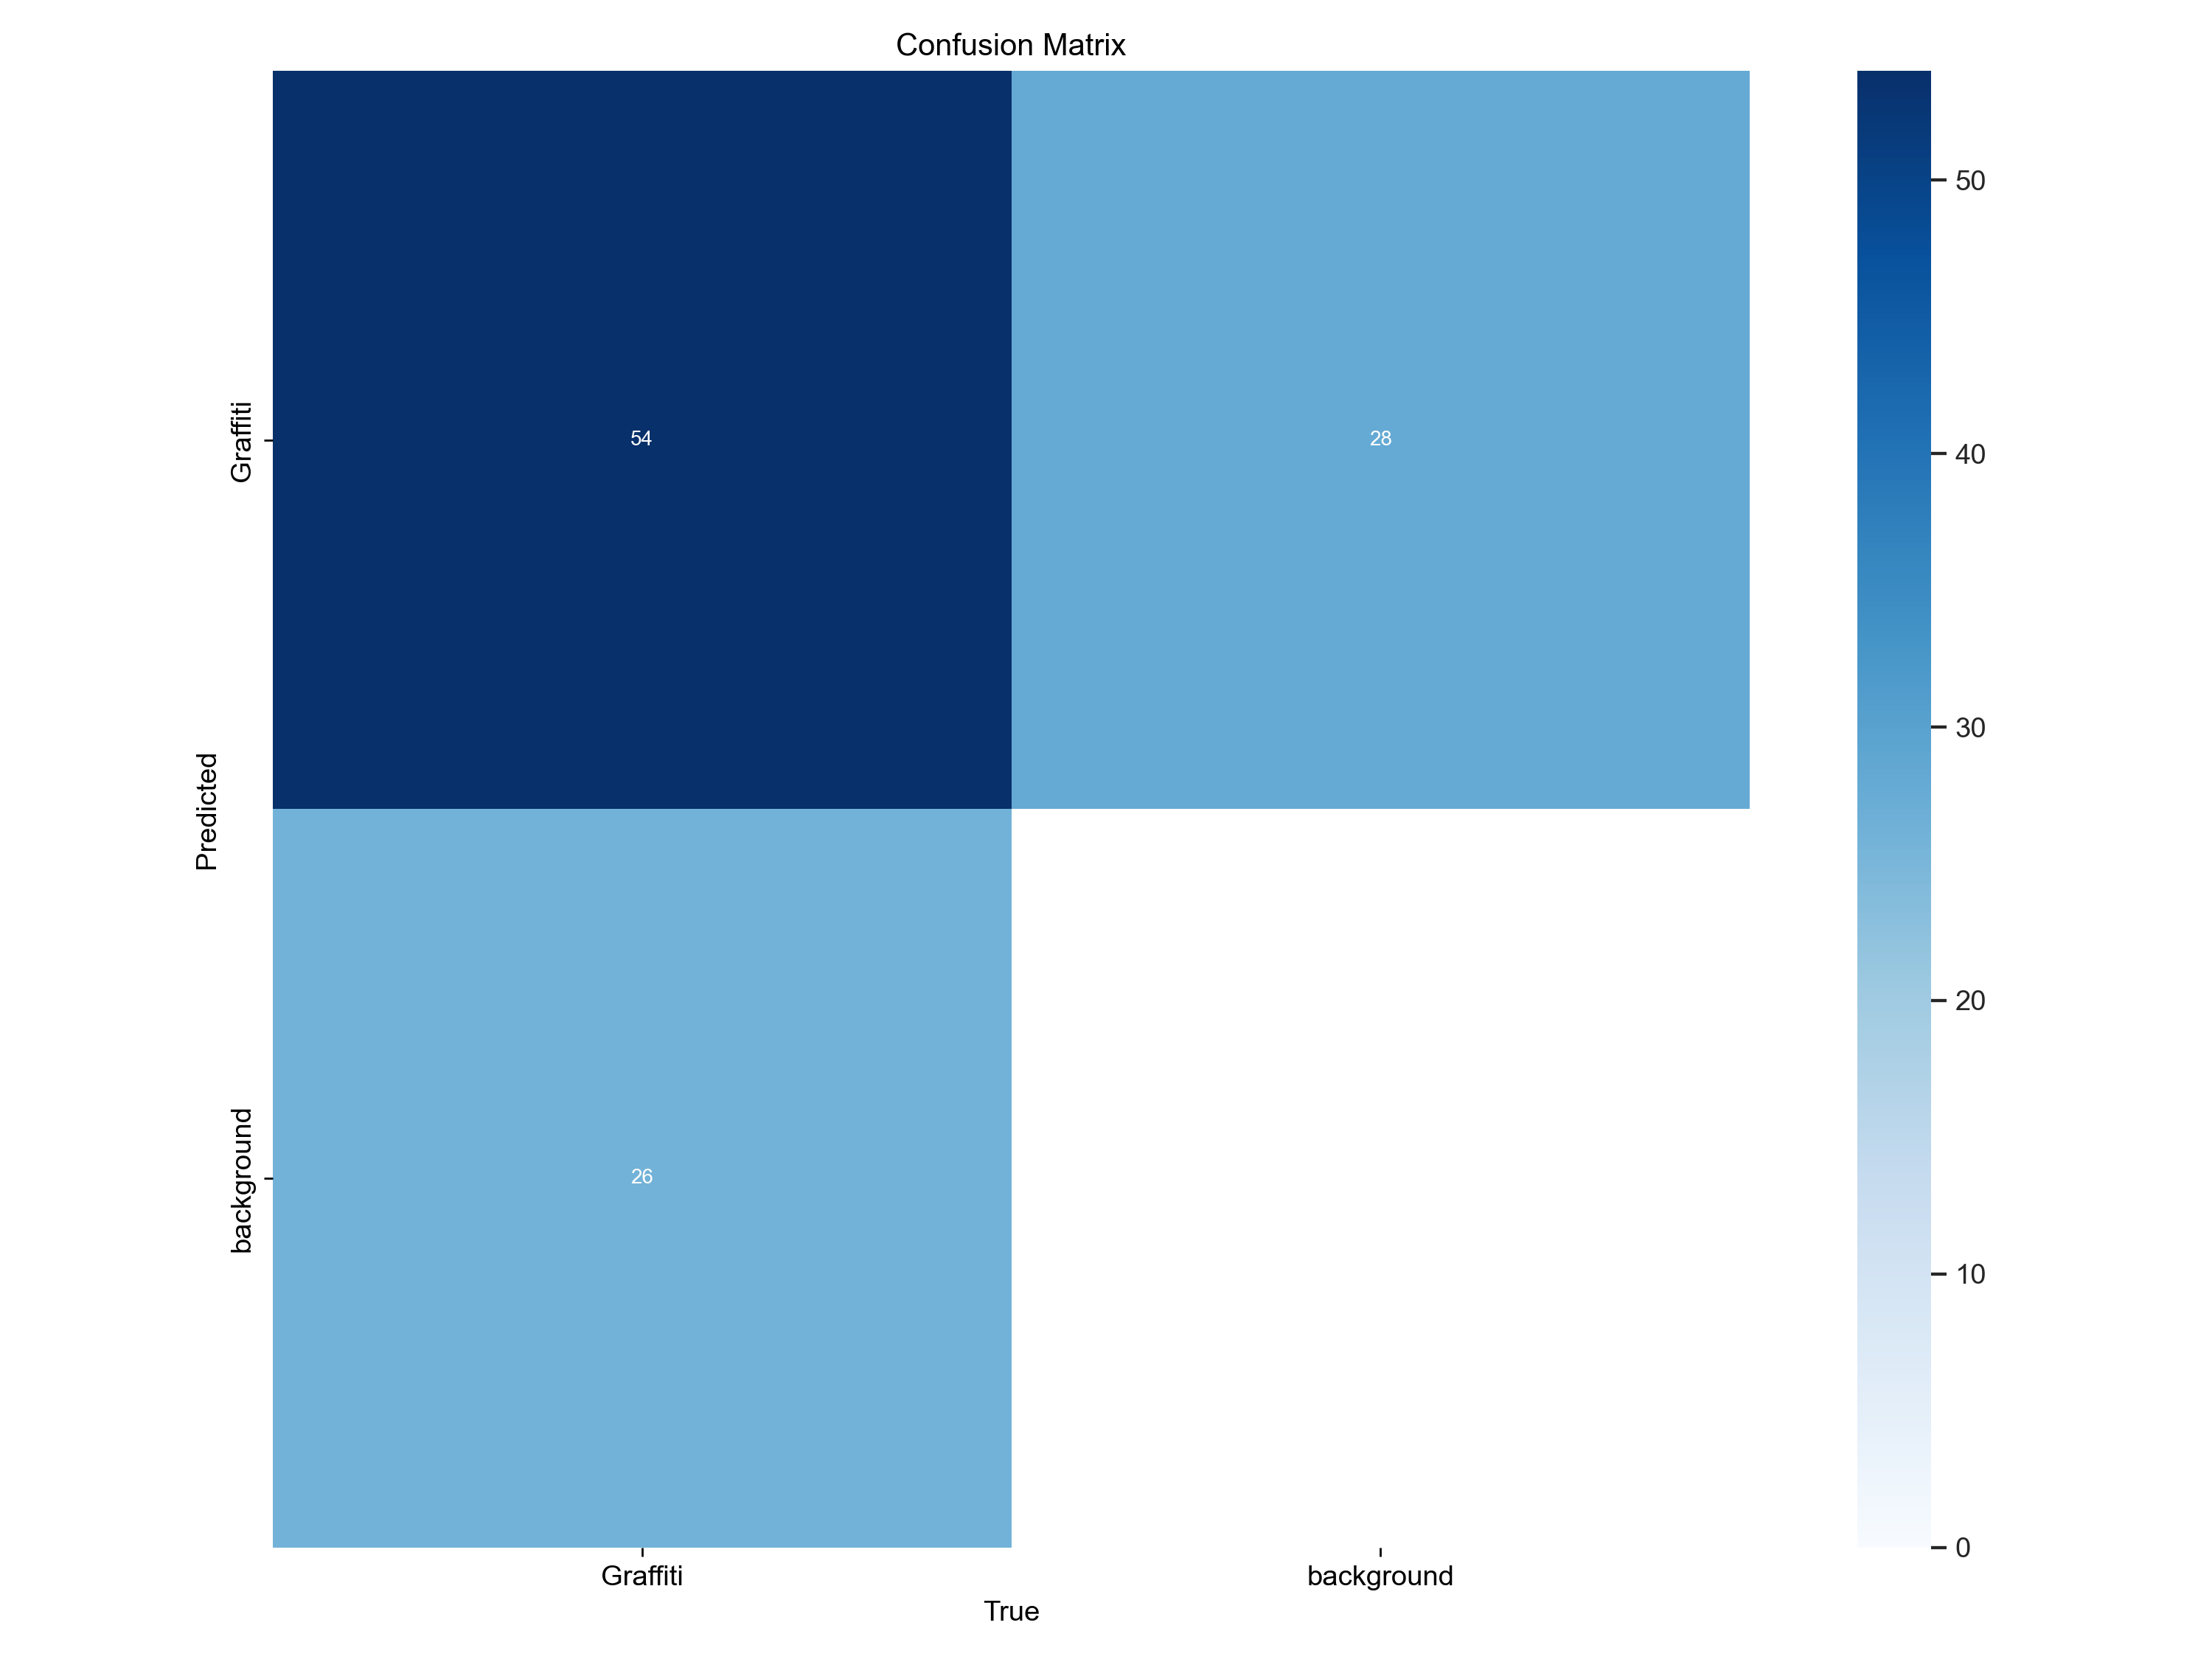 Confusion Matrix
Graffiti
54
28
50
40
30
20
10
0
Predicted
background
26
Graffiti
background
True